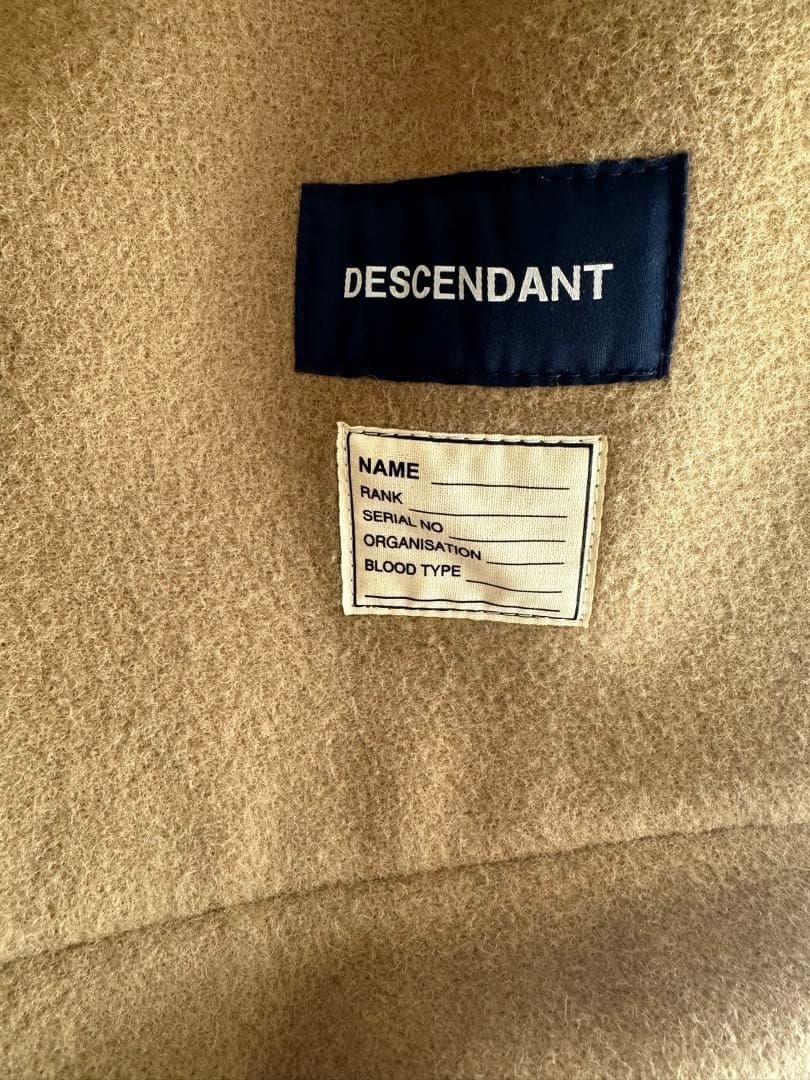 DESCENDANT
NAME
RANK
SERIAL NO
ORGANISATION
BLOOD TYPE